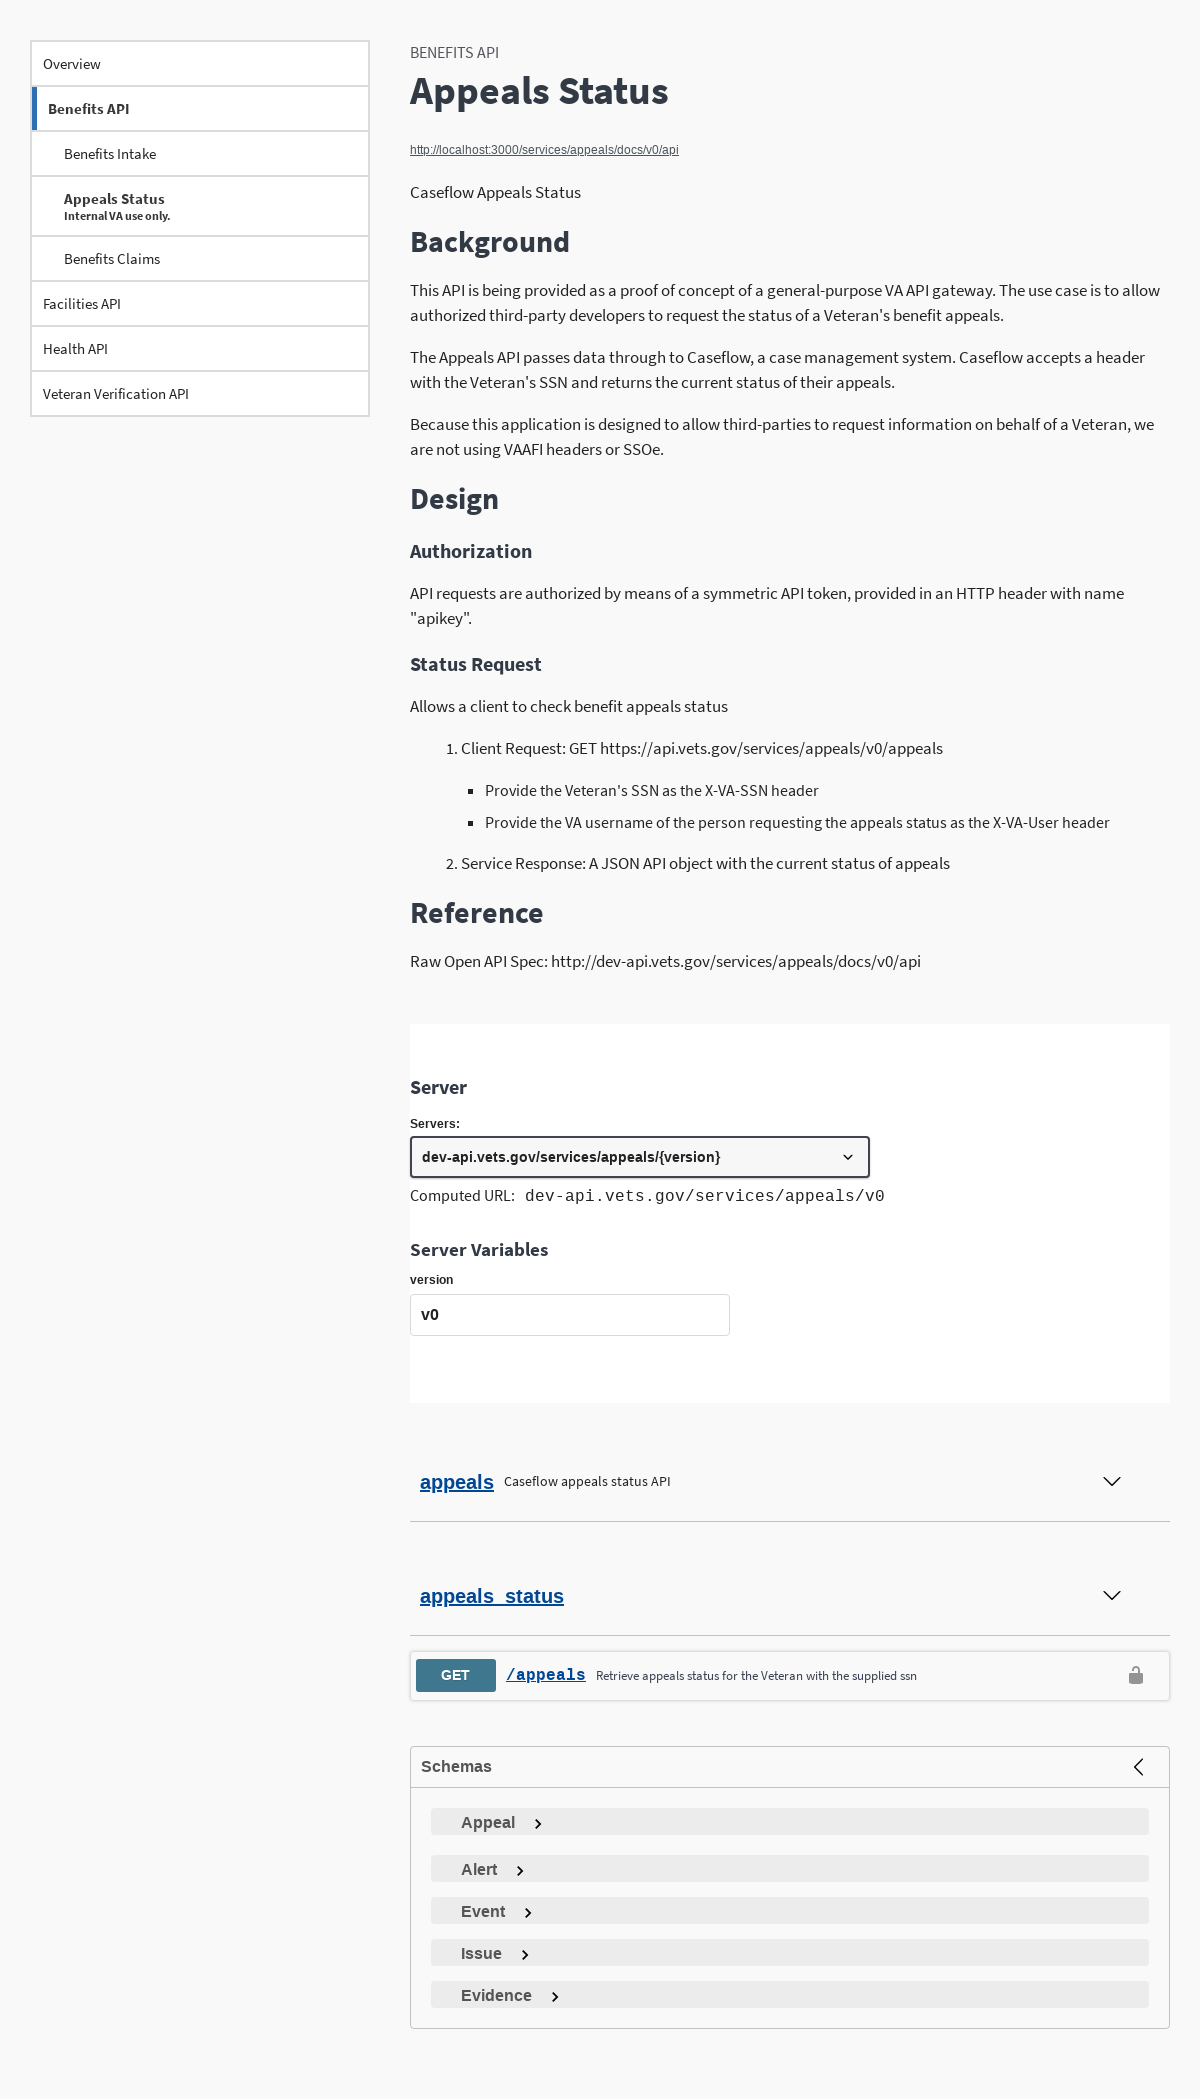 Overview
Benefits API
Benefits Intake
Appeals Status
Internal VA use only.
Benefits Claims
Facilities API
Health API
Veteran Verification API
BENEFITS API
Appeals Status
http://localhost:3000/services/appeals/docs/v0/api
Caseflow Appeals Status
Background
This API is being provided as a proof of concept of a general-purpose VA API gateway. The use case is to allow
authorized third-party developers to request the status of a Veteran's benefit appeals.
The Appeals API passes data through to Caseflow, a case management system. Caseflow accepts a header
with the Veteran's SSN and returns the current status of their appeals.
Because this application is designed to allow third-parties to request information on behalf of a Veteran, we
are not using VAAFI headers or SSOe.
Design
Authorization
API requests are authorized by means of a symmetric API token, provided in an HTTP header with name
"apikey".
Status Request
Allows a client to check benefit appeals status
1. Client Request: GET https://api.vets.gov/services/appeals/v0/appeals
▪ Provide the Veteran's SSN as the X-VA-SSN header
▪ Provide the VA username of the person requesting the appeals status as the X-VA-User header
2. Service Response: A JSON API object with the current status of appeals
Reference
Raw Open API Spec: http://dev-api.vets.gov/services/appeals/docs/v0/api
Server
Servers:
dev-api.vets.gov/services/appeals/{version}
Computed URL: dev-api.vets.gov/services/appeals/v0
Server Variables
version
v0
appeals Caseflow appeals status API
appeals_status
GET /appeals Retrieve appeals status for the Veteran with the supplied ssn
Schemas
Appeal
Alert
Event
Issue
Evidence